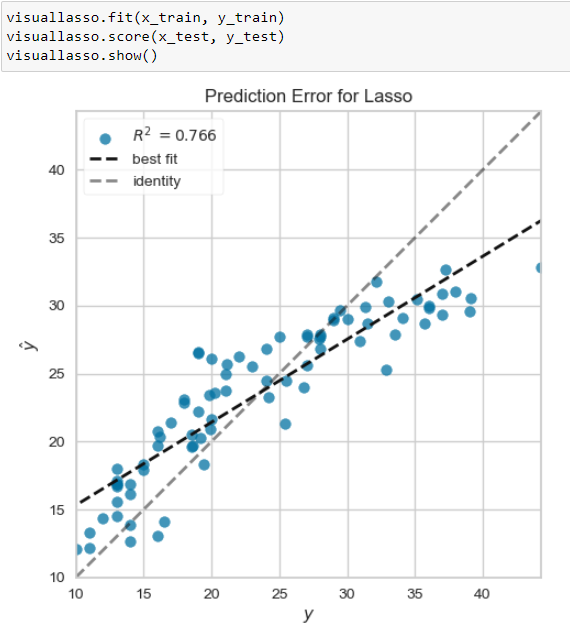 visuallasso.fit(x_train, y_train)
visuallasso.score(x_test, y_test)
visuallasso.show()
Prediction Error for Lasso
R² = 0.766
best fit
identity
40
35
30
25
20
15
10
ŷ
10 15 20 25 30 35 40
y